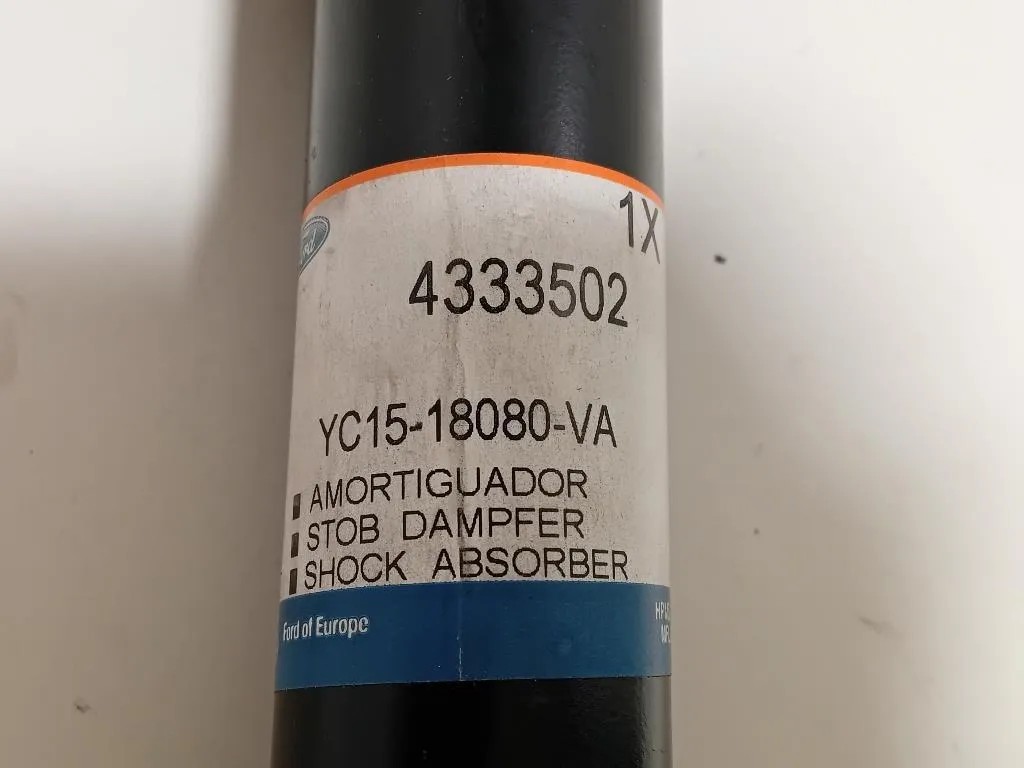 1X
4333502
YC15-18080-VA
AMORTIGUADOR
STOB DAMPFER
SHOCK ABSORBER
Ford of Europe